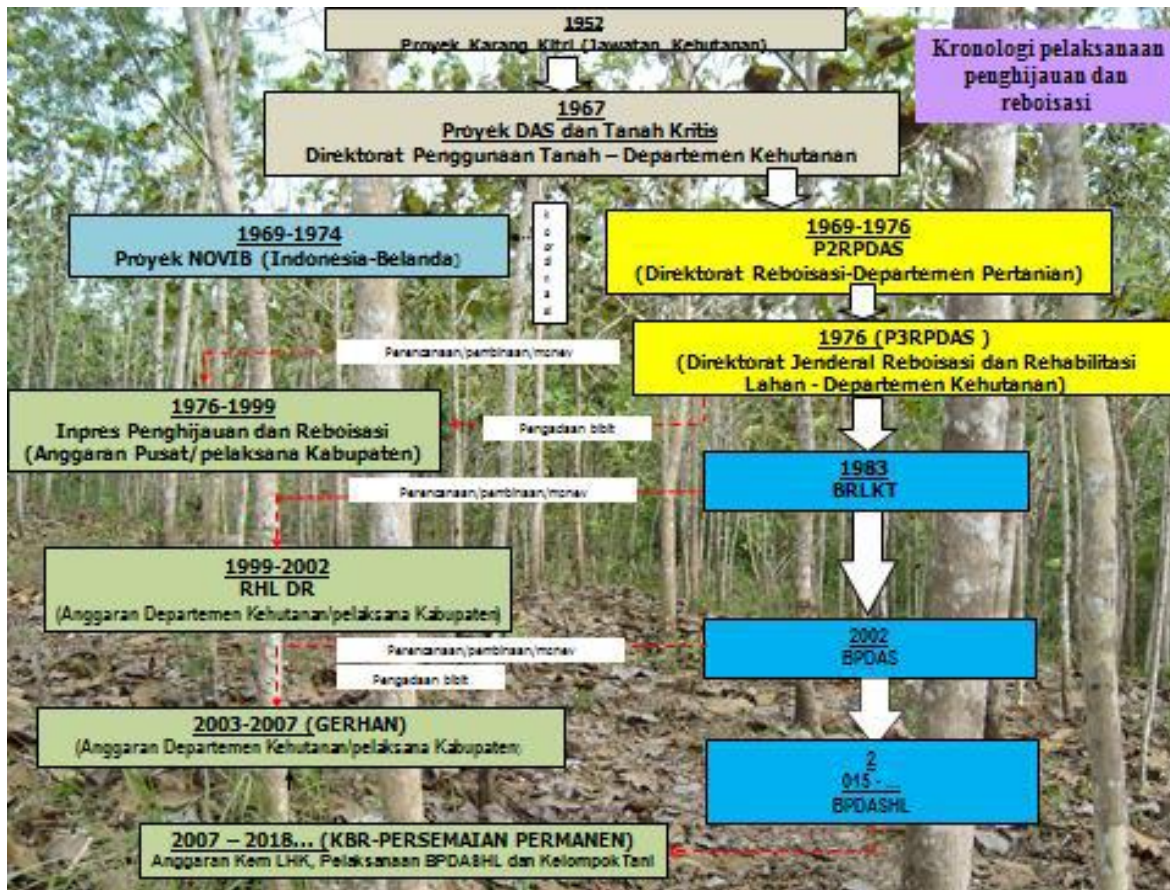 1952
Proyek Karang Kitri (Jawatan Kehutanan)
Kronologi pelaksanaan
penghijauan dan
reboisasi
1967
Proyek DAS dan Tanah Kritis
Direktorat Penggunaan Tanah – Departemen Kehutanan
1969-1974
Proyek NOVIB (Indonesia-Belanda)
1969-1976
P2RPDAS
(Direktorat Reboisasi-Departemen Pertanian)
1976 (P3RPDAS )
(Direktorat Jenderal Reboisasi dan Rehabilitasi
Lahan - Departemen Kehutanan)
Perencanaan/pembinaan/monev
1976-1999
Inpres Penghijauan dan Reboisasi
(Anggaran Pusat/pelaksana Kabupaten)
Pengadaan bibit
1983
BRLKT
Perencanaan/pembinaan/monev
1999-2002
RHL DR
(Anggaran Departemen Kehutanan/pelaksana Kabupaten)
2002
BPDAS
Perencanaan/pembinaan/monev
Pengadaan bibit
2003-2007 (GERHAN)
(Anggaran Departemen Kehutanan/pelaksana Kabupaten)
2
015 - ...
BPDASHL
2007 – 2018... (KBR-PERSEMAIAN PERMANEN)
Anggaran Kem LHK, Pelaksanaan BPDASHL dan Kelompok Tani